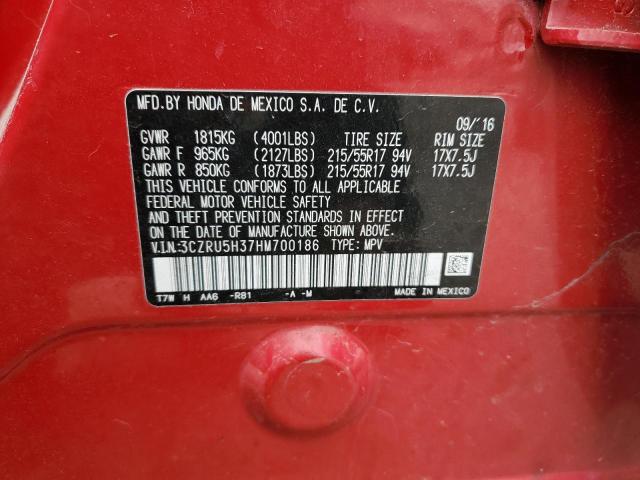 MFD.BY HONDA DE MEXICO S.A. DE C.V.
09/'16
GVWR 1815KG (4001LBS) TIRE SIZE RIM SIZE
GAWR F 965KG (2127LBS) 215/55R17 94V 17X7.5J
GAWR R 850KG (1873LBS) 215/55R17 94V 17X7.5J
THIS VEHICLE CONFORMS TO ALL APPLICABLE
FEDERAL MOTOR VEHICLE SAFETY, BUMPER
AND THEFT PREVENTION STANDARDS IN
EFFECT ON THE DATE OF MANUFACTURE SHOWN ABOVE.
V.I.N:3CZRU5H37HM700186 TYPE: MPV
T7W H AA6 -R81 -A -M MADE IN MEXICO